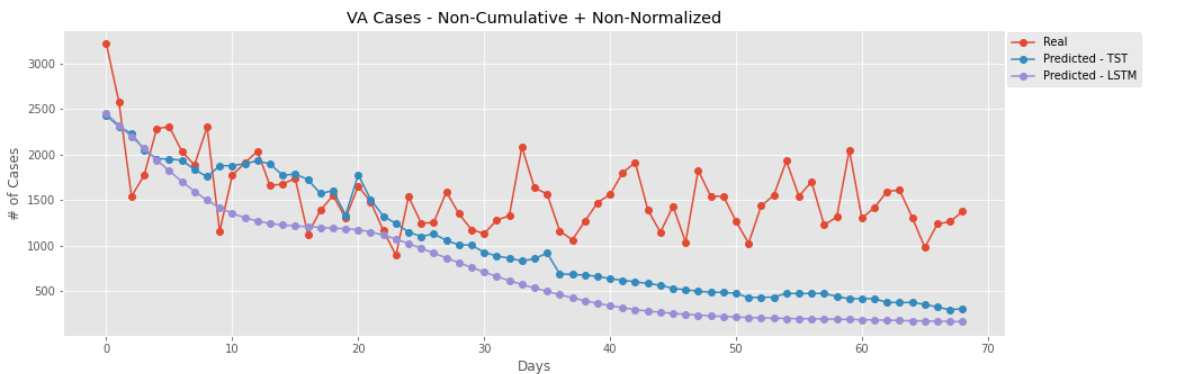 VA Cases - Non-Cumulative + Non-Normalized
Real
Predicted - TST
Predicted - LSTM
3000
2500
2000
1500
1000
500
# of Cases
0 10 20 30 40 50 60 70
Days